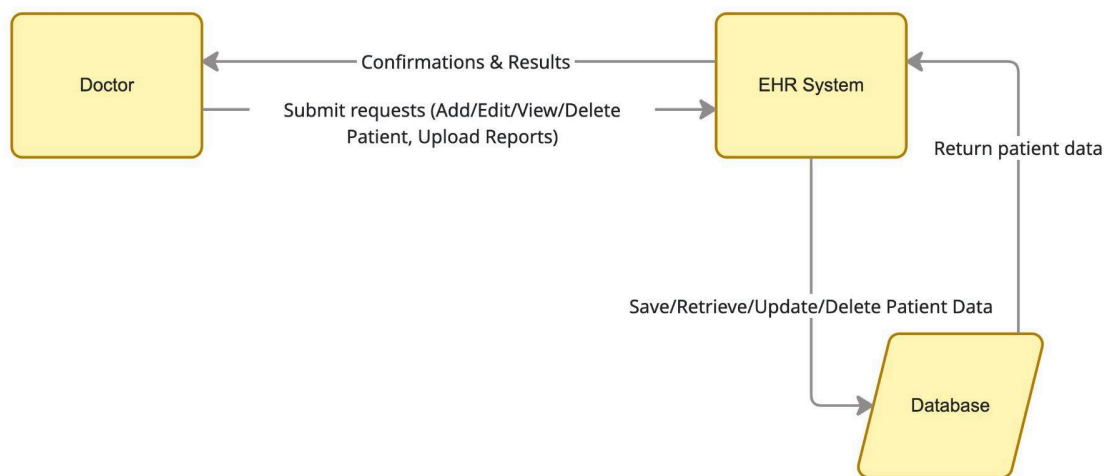 Doctor
Confirmations & Results
EHR System
Submit requests (Add/Edit/View/Delete
Patient, Upload Reports)
Return patient data
Save/Retrieve/Update/Delete Patient Data
Database